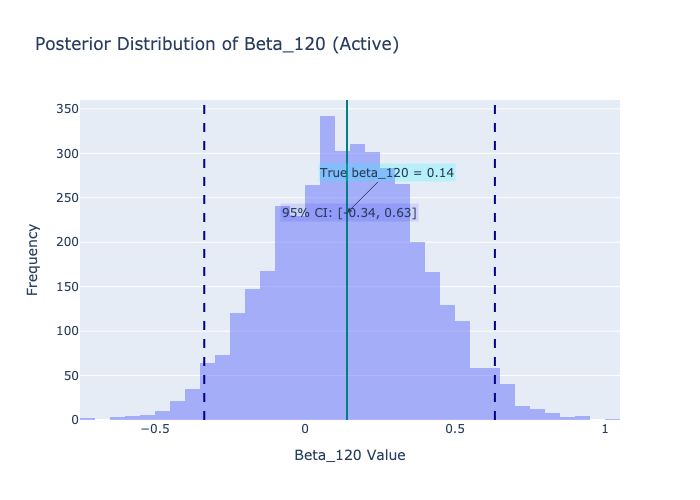 Posterior Distribution of Beta_120 (Active)
350
300
250
200
150
100
50
0
Frequency
True beta_120 = 0.14
95% CI: [-0.34, 0.63]
−0.5
0
0.5
1
Beta_120 Value